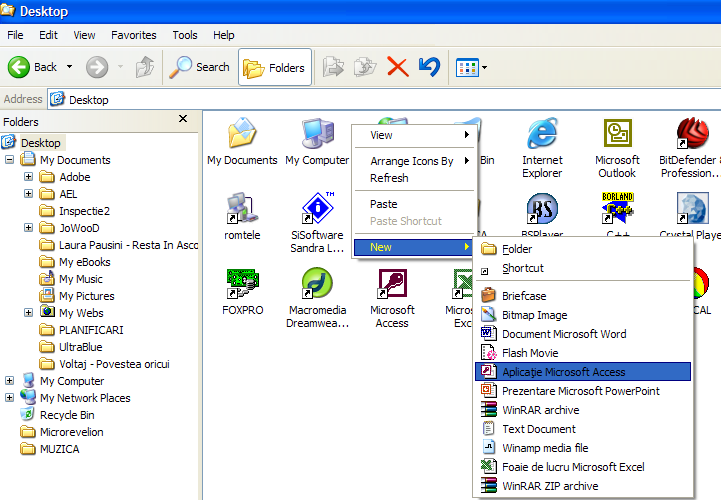 Desktop
File Edit View Favorites Tools Help
Back Search Folders
Address Desktop
Folders
Desktop
My Documents
Adobe
AEL
Inspectie2
JoWooD
Laura Pausini - Resta In Asco
My eBooks
My Music
My Pictures
My Webs
PLANIFICARI
UltraBlue
Voltaj - Povestea oricui
My Computer
My Network Places
Recycle Bin
Microrevelion
MUZICA
My Documents
My Computer
Bin
Internet
Explorer
Microsoft
Outlook
BitDefender 8
Profession...
romtele
SiSoftware
Sandra L...
BSPlayer
BORLAND
C++
Crystal Player
FOXPRO
Macromedia
Dreamwea...
Microsoft
Access
View
Arrange Icons By
Refresh
Paste
Paste Shortcut
New
Folder
Shortcut
Briefcase
Bitmap Image
Document Microsoft Word
Flash Movie
Aplicaţie Microsoft Access
Prezentare Microsoft PowerPoint
WinRAR archive
Text Document
Winamp media file
Foaie de lucru Microsoft Excel
WinRAR ZIP archive